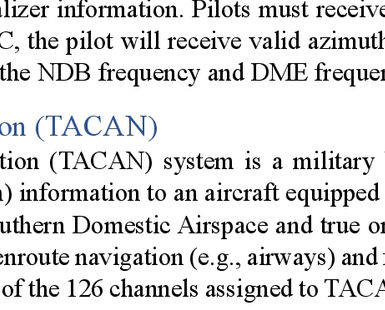 alizer information. Pilots must receive
C, the pilot will receive valid azimuth
the NDB frequency and DME frequen
on (TACAN)
tion (TACAN) system is a military
) information to an aircraft equipped
uthern Domestic Airspace and true or
enroute navigation (e.g., airways) and
of the 126 channels assigned to TACA